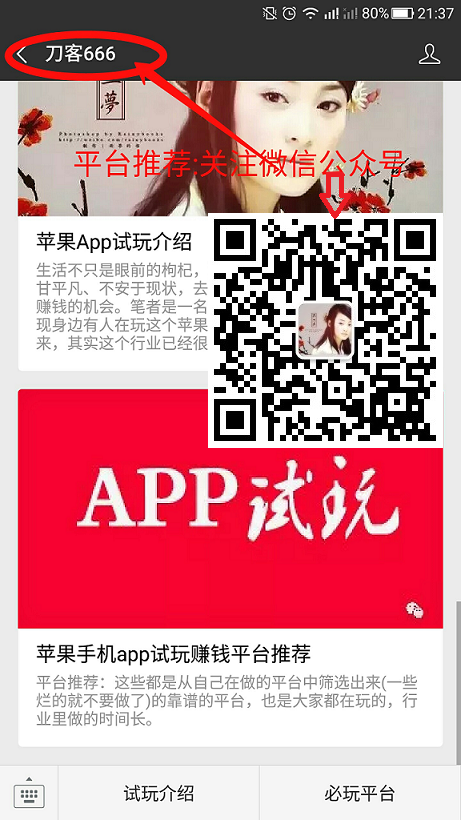 80% 21:37
刀客666
夢
Photograph by Rainybooks
平台推荐:关注微信公众号
苹果App试玩介绍
生活不只是眼前的枸杞，
甘平凡、不安于现状，去
赚钱的机会。笔者是一名
现身边有人在玩这个苹果
来，其实这个行业已经很
APP试玩
苹果手机app试玩赚钱平台推荐
平台推荐：这些都是从自己在做的平台中筛选出来(一些
烂的就不要做了)的靠谱的平台，也是大家都在玩的，行
业里做的时间长。
试玩介绍
必玩平台